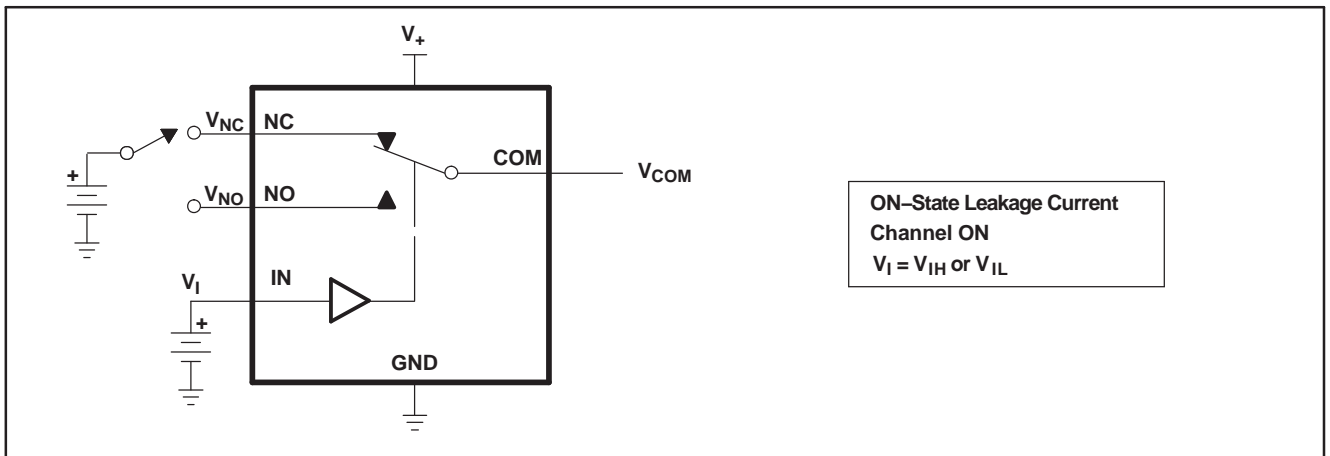 V+
VNC NC
COM
VCOM
+
VNO NO
VI IN
+
GND
ON–State Leakage Current
Channel ON
VI = VIH or VIL